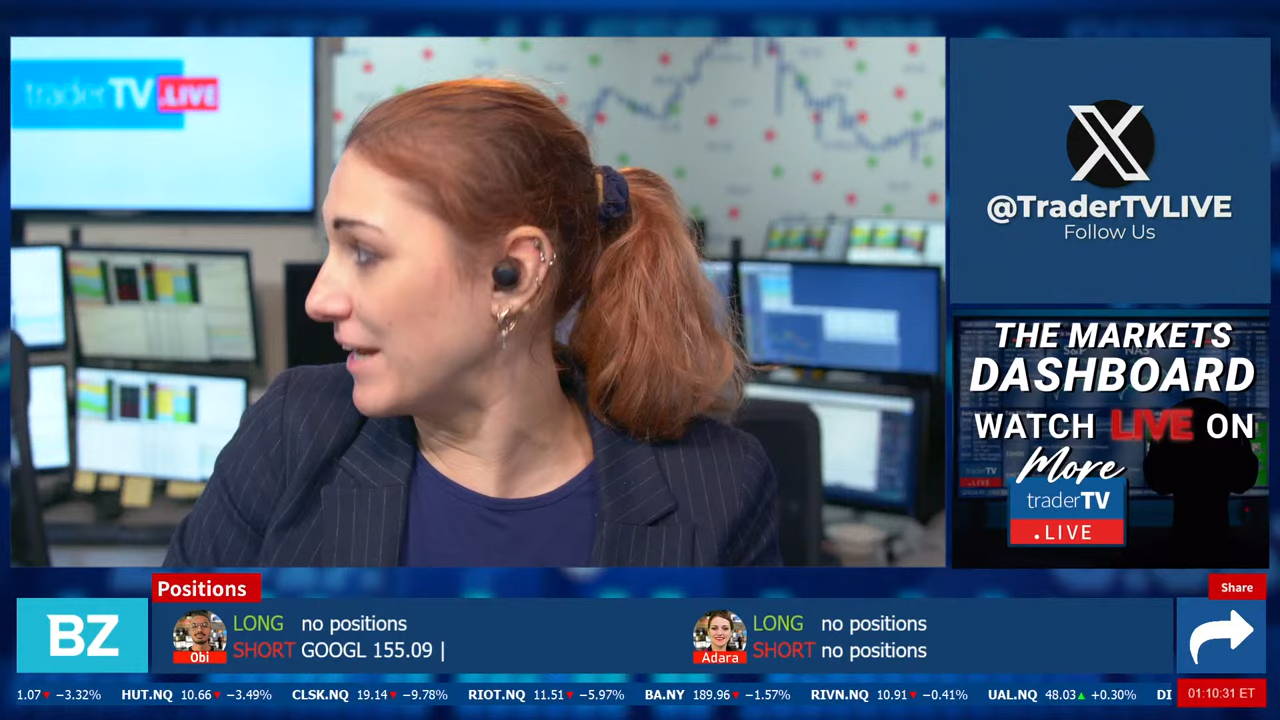 traderTV.LIVE
@TraderTVLIVE
Follow Us
THE MARKETS
DASHBOARD
WATCH LIVE ON
More
traderTV
.LIVE
Positions
Share
BZ
LONG no positions
SHORT GOOGL 155.09 |
Obi
LONG no positions
SHORT no positions
Adara
1.07▼ −3.32% HUT.NQ 10.66▼ −3.49% CLSK.NQ 19.14▼ −9.78% RIOT.NQ 11.51▼ −5.97% BA.NY 189.96▼ −1.57% RIVN.NQ 10.91▼ −0.41% UAL.NQ 48.03▲ +0.30% DI
01:10:31 ET